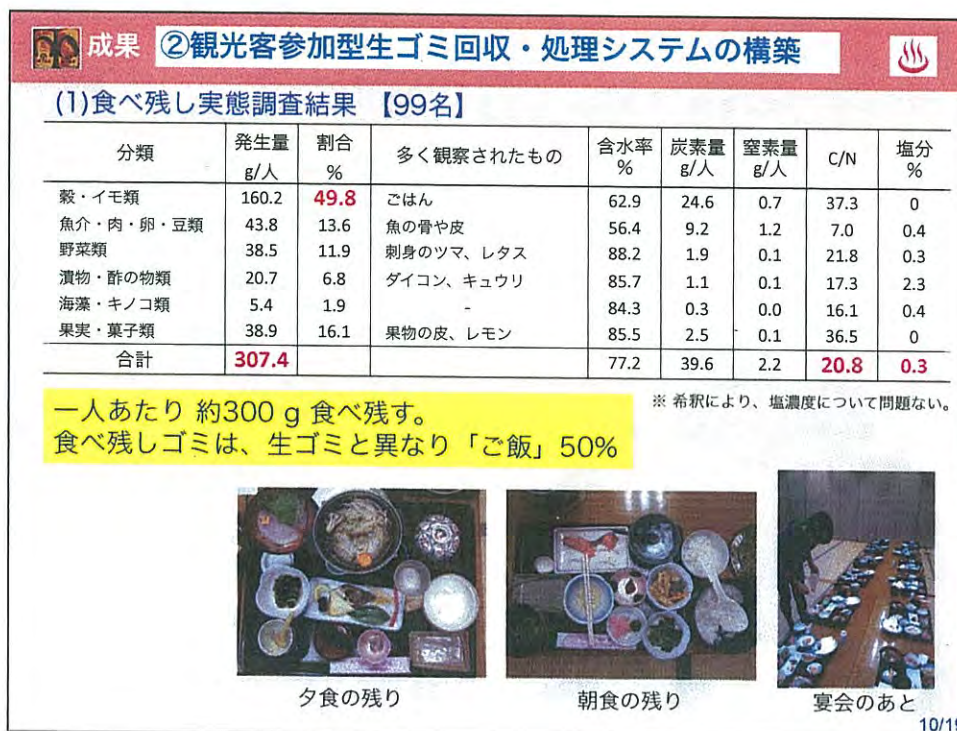 成果 ②観光客参加型生ゴミ回収・処理システムの構築
(1)食べ残し実態調査結果 【99名】
分類 発生量 g/人 割合 % 多く観察されたもの 含水率 % 炭素量 g/人 窒素量 g/人 C/N 塩分 %
穀・イモ類 160.2 49.8 ごはん 62.9 24.6 0.7 37.3 0
魚介・肉・卵・豆類 43.8 13.6 魚の骨や皮 56.4 9.2 1.2 7.0 0.4
野菜類 38.5 11.9 刺身のツマ、レタス 88.2 1.9 0.1 21.8 0.3
漬物・酢の物類 20.7 6.8 ダイコン、キュウリ 85.7 1.1 0.1 17.3 2.3
海藻・キノコ類 5.4 1.9 - 84.3 0.3 0.0 16.1 0.4
果実・菓子類 38.9 16.1 果物の皮、レモン 85.5 2.5 0.1 36.5 0
合計 307.4 77.2 39.6 2.2 20.8 0.3
※ 希釈により、塩濃度について問題ない。
一人あたり 約300 g 食べ残す。
食べ残しゴミは、生ゴミと異なり「ご飯」50%
夕食の残り
朝食の残り
宴会のあと
10/19